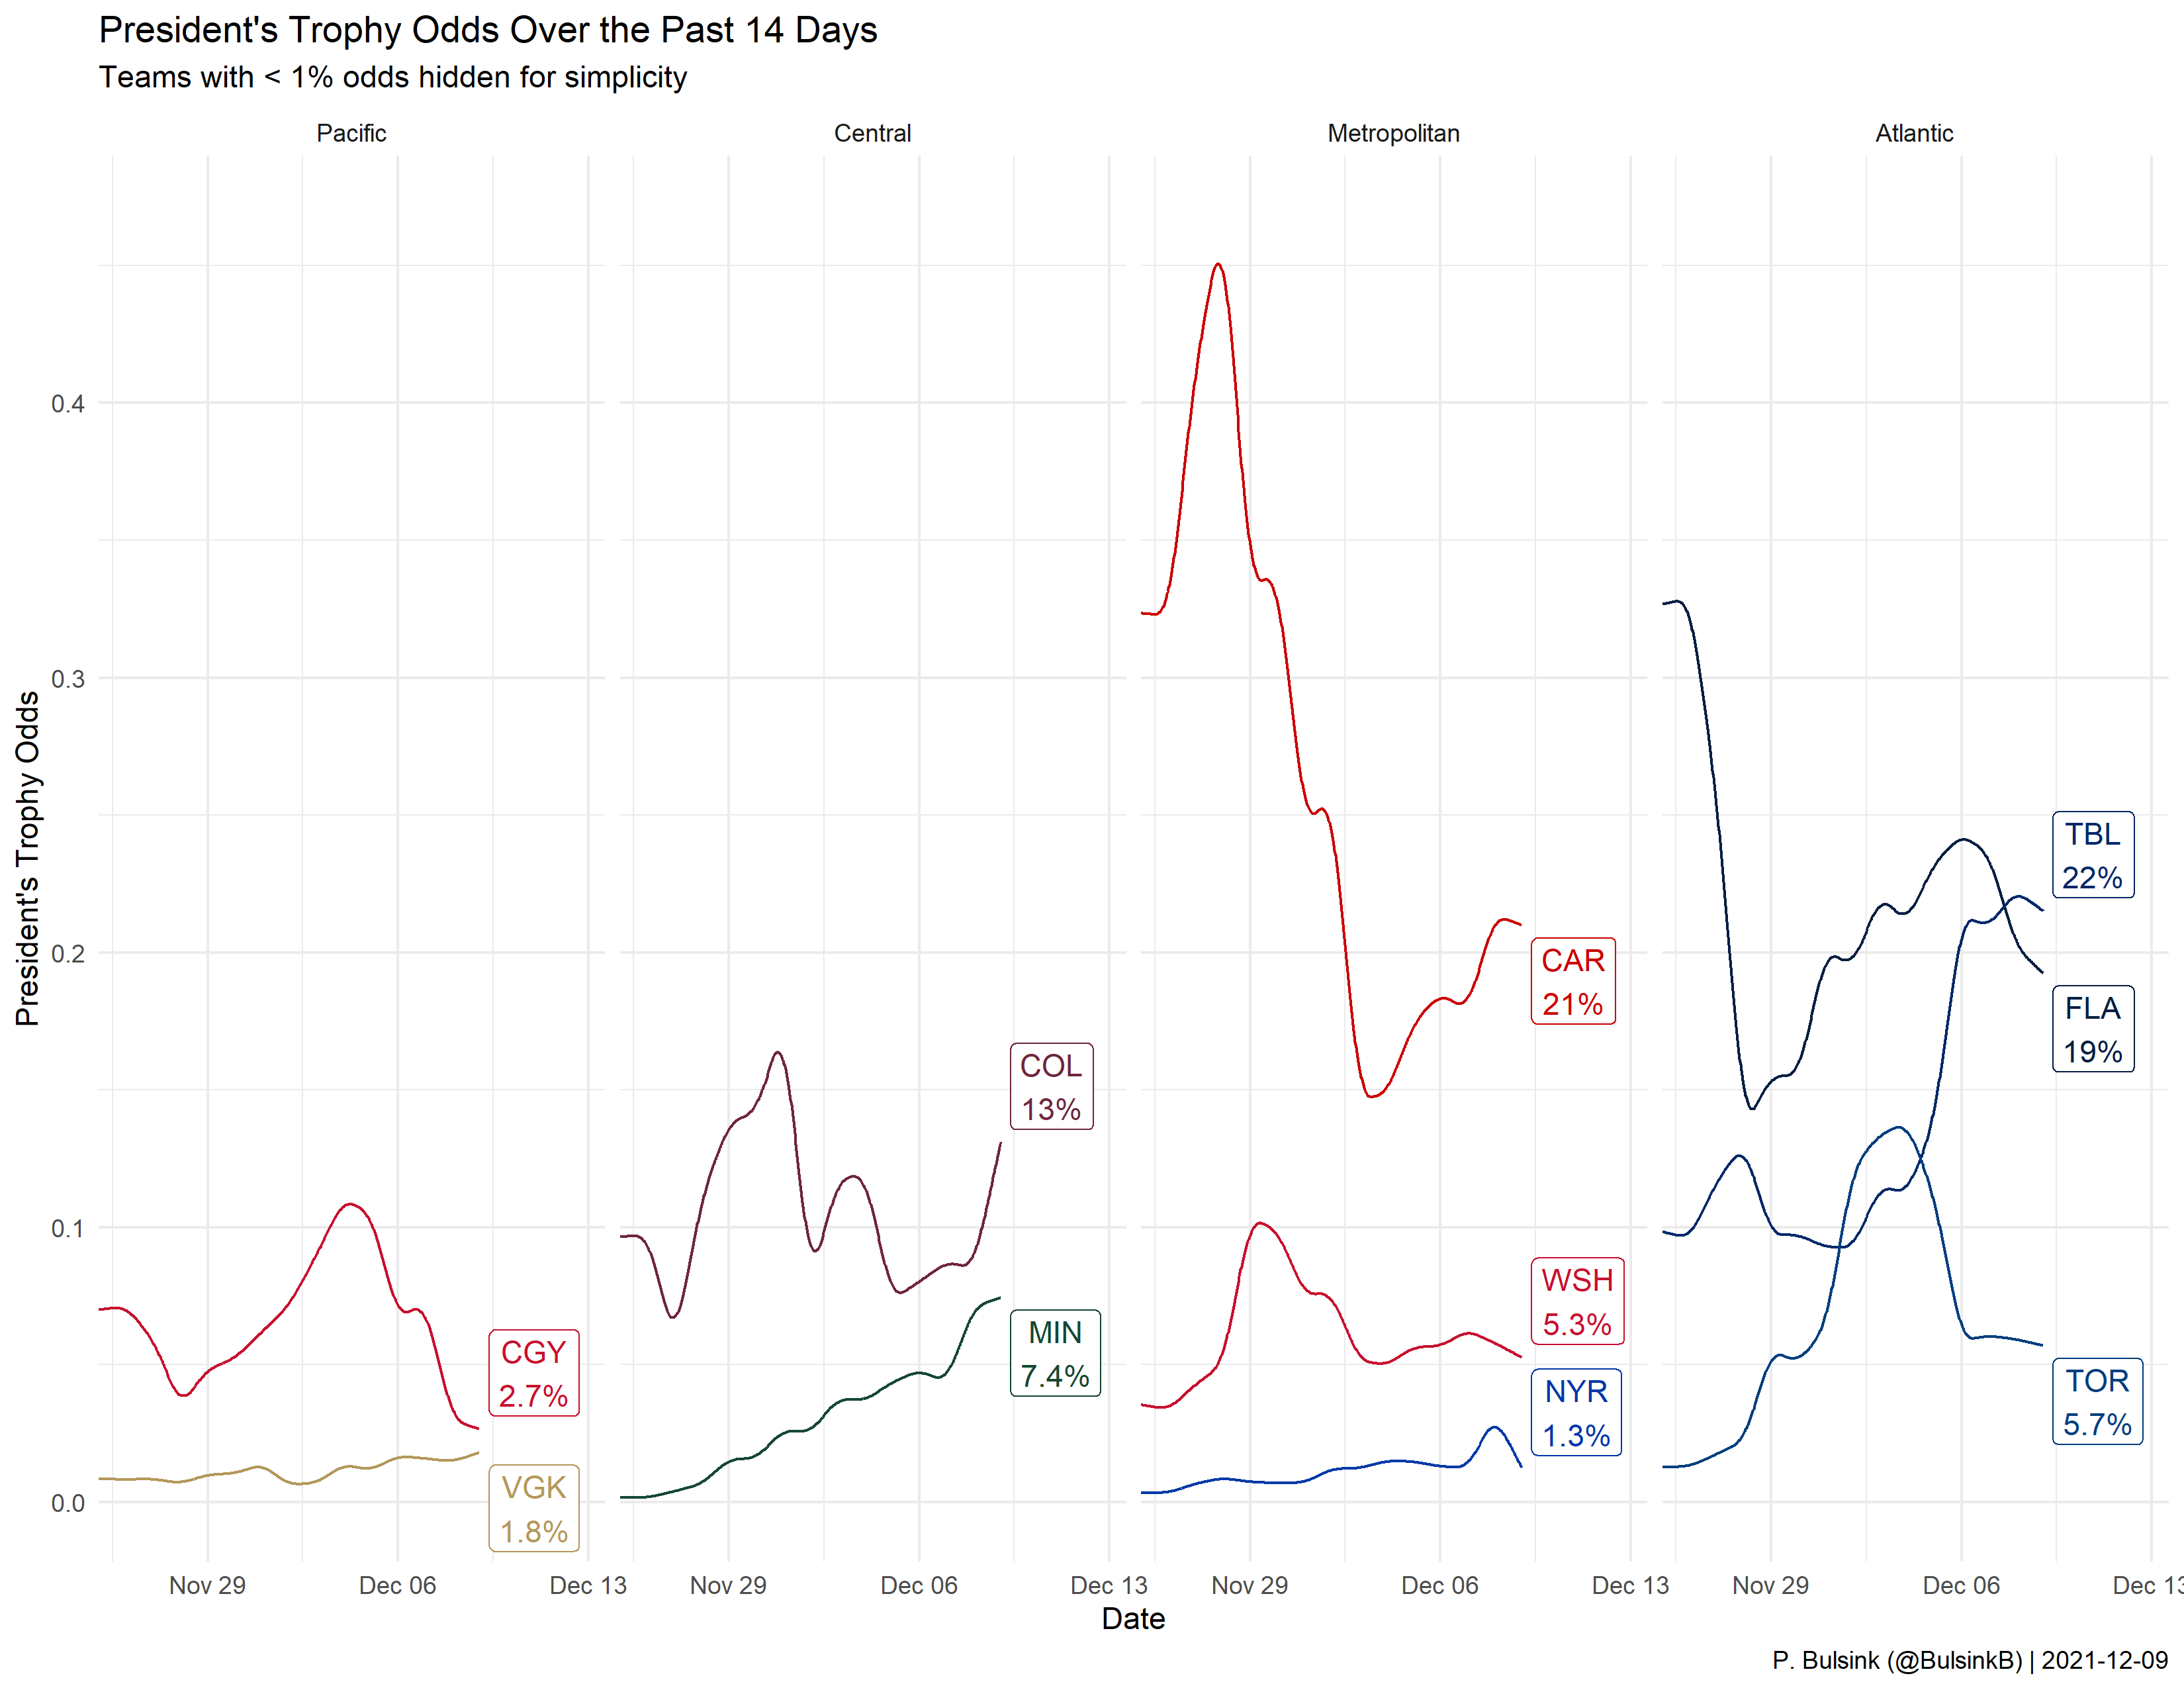 President's Trophy Odds Over the Past 14 Days
Teams with < 1% odds hidden for simplicity
Pacific
Central
Metropolitan
Atlantic
President's Trophy Odds
0.4
0.3
0.2
0.1
0.0
CGY
2.7%
VGK
1.8%
COL
13%
MIN
7.4%
CAR
21%
WSH
5.3%
NYR
1.3%
TBL
22%
FLA
19%
TOR
5.7%
Nov 29
Dec 06
Dec 13
Nov 29
Dec 06
Dec 13
Nov 29
Dec 06
Dec 13
Nov 29
Dec 06
Dec 13
Date
P. Bulsink (@BulsinkB) | 2021-12-09